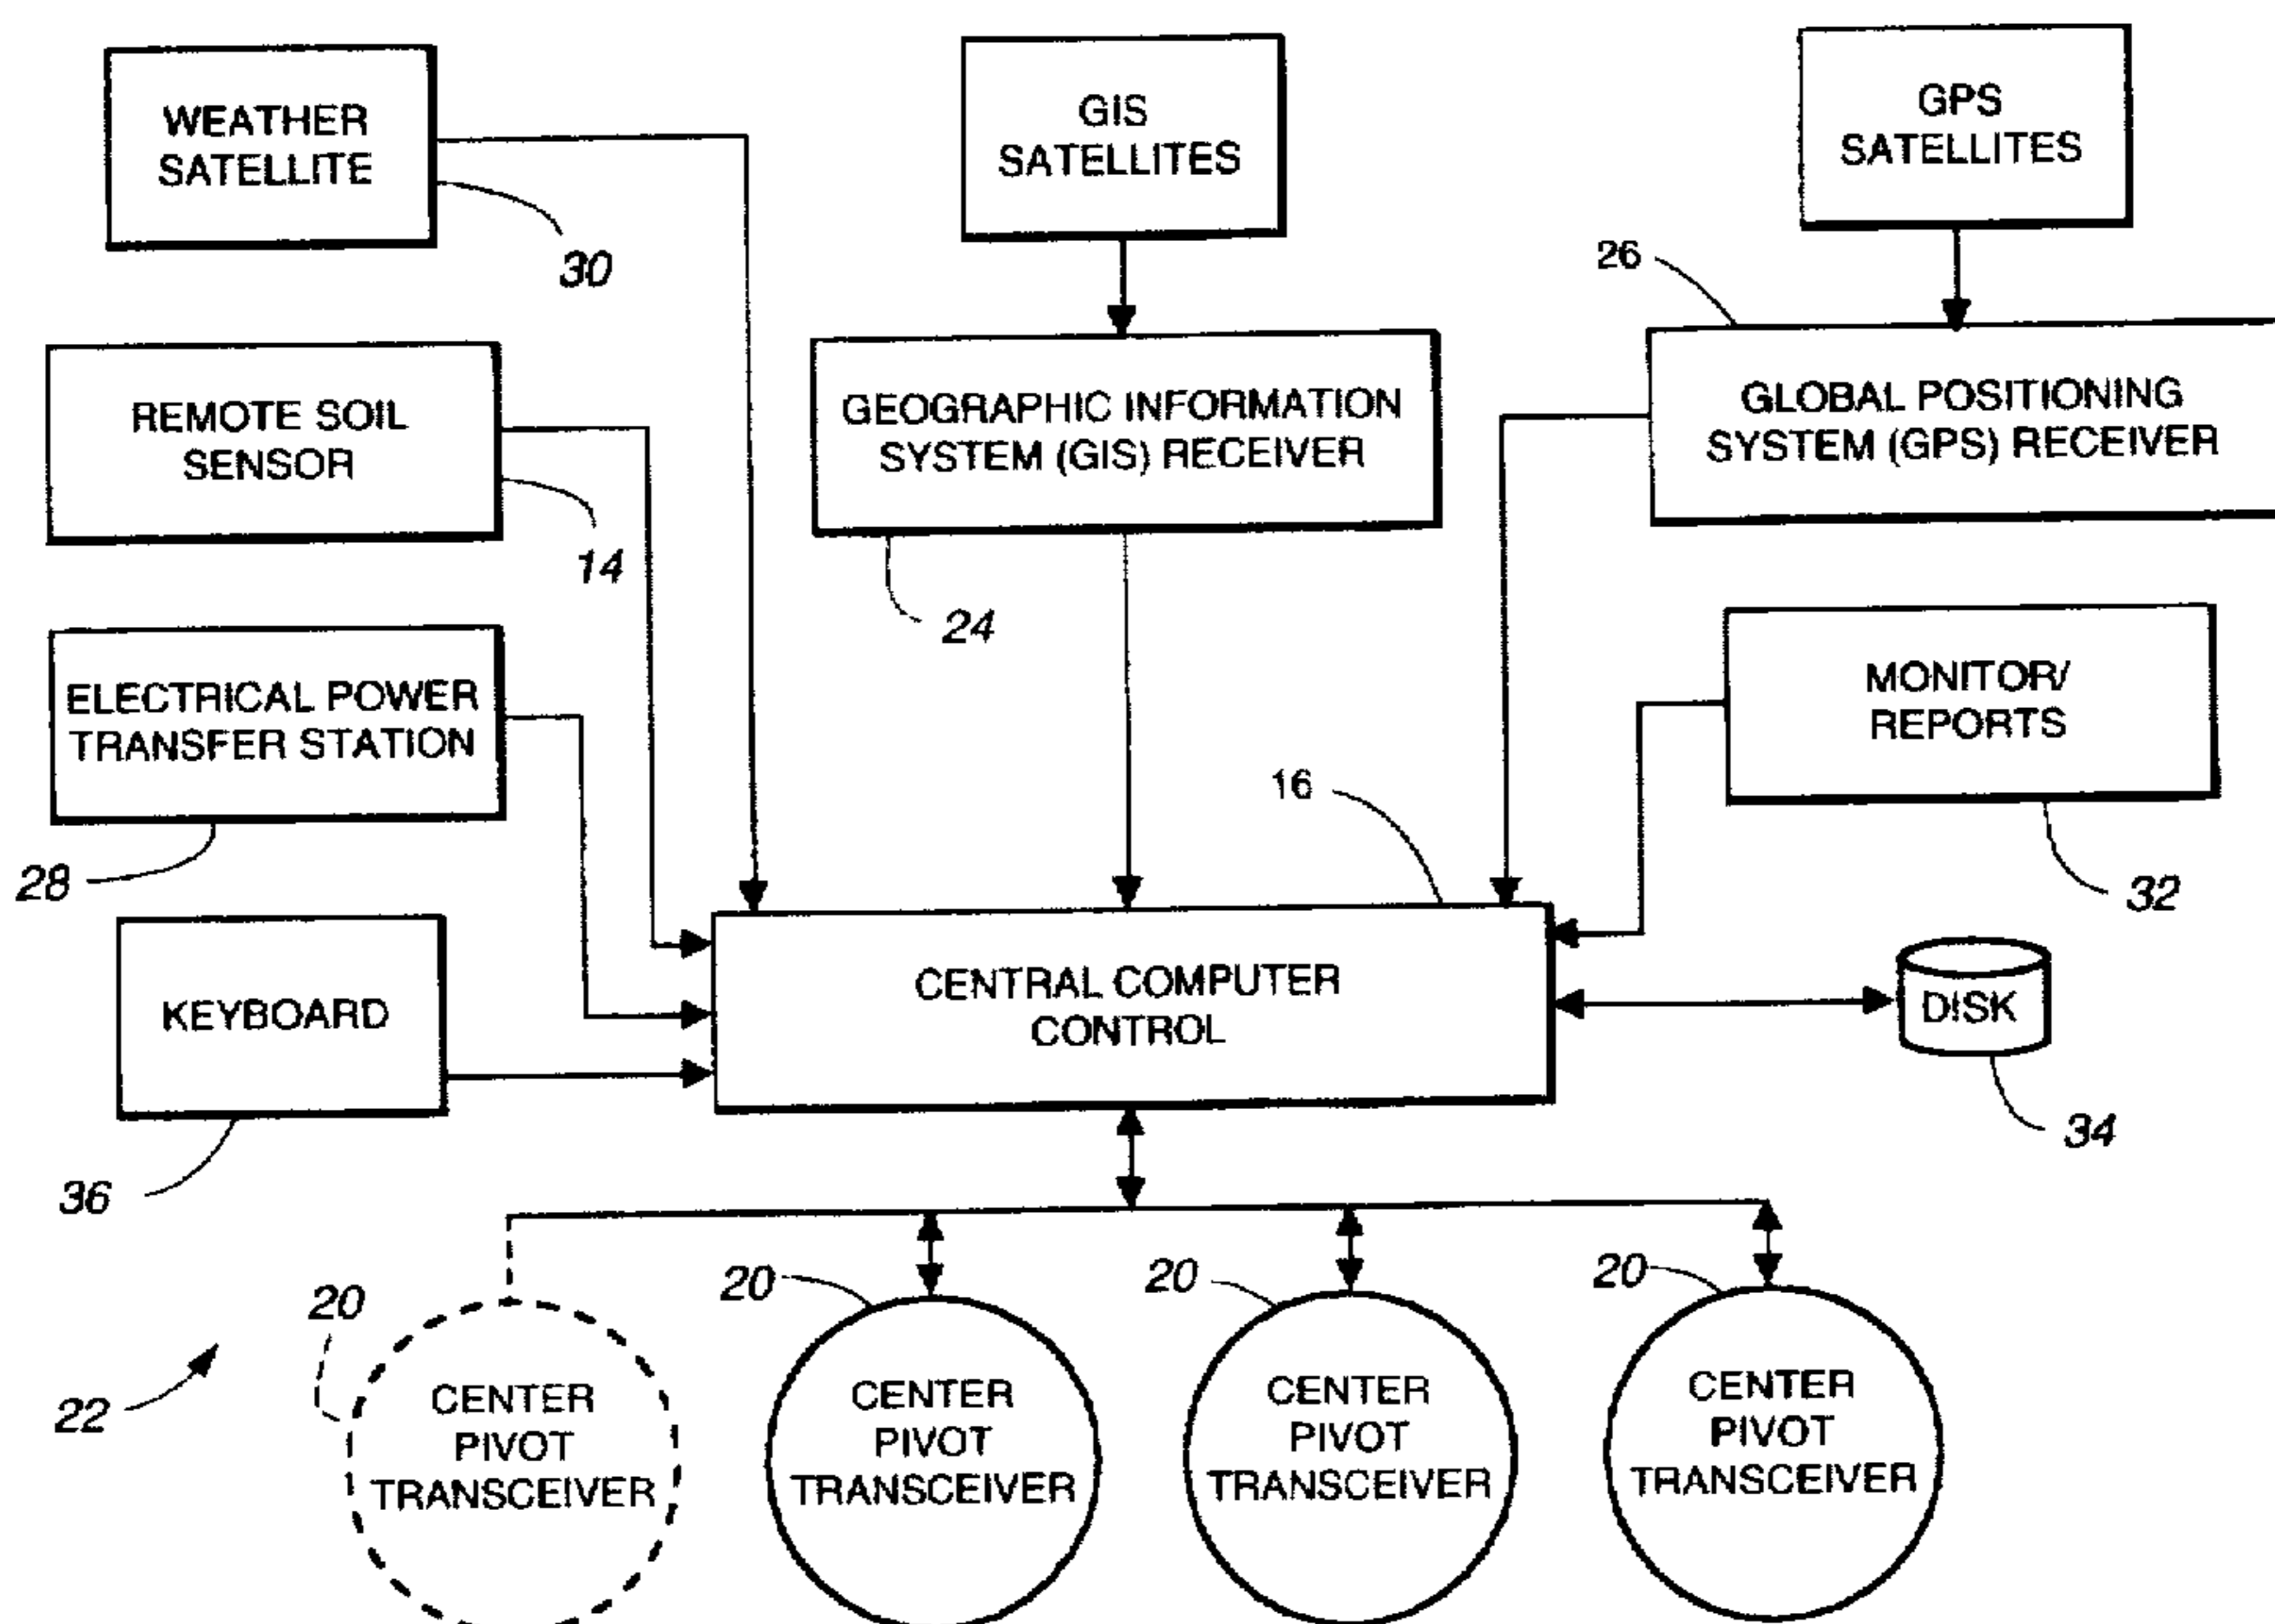 WEATHER
SATELLITE
30
GIS
SATELLITES
GPS
SATELLITES
26
REMOTE SOIL
SENSOR
14
GEOGRAPHIC INFORMATION
SYSTEM (GIS) RECEIVER
24
GLOBAL POSITIONING
SYSTEM (GPS) RECEIVER
ELECTRICAL POWER
TRANSFER STATION
28
MONITOR/
REPORTS
32
16
KEYBOARD
36
CENTRAL COMPUTER
CONTROL
DISK
34
22
20
CENTER
PIVOT
TRANSCEIVER
20
CENTER
PIVOT
TRANSCEIVER
20
CENTER
PIVOT
TRANSCEIVER
20
CENTER
PIVOT
TRANSCEIVER